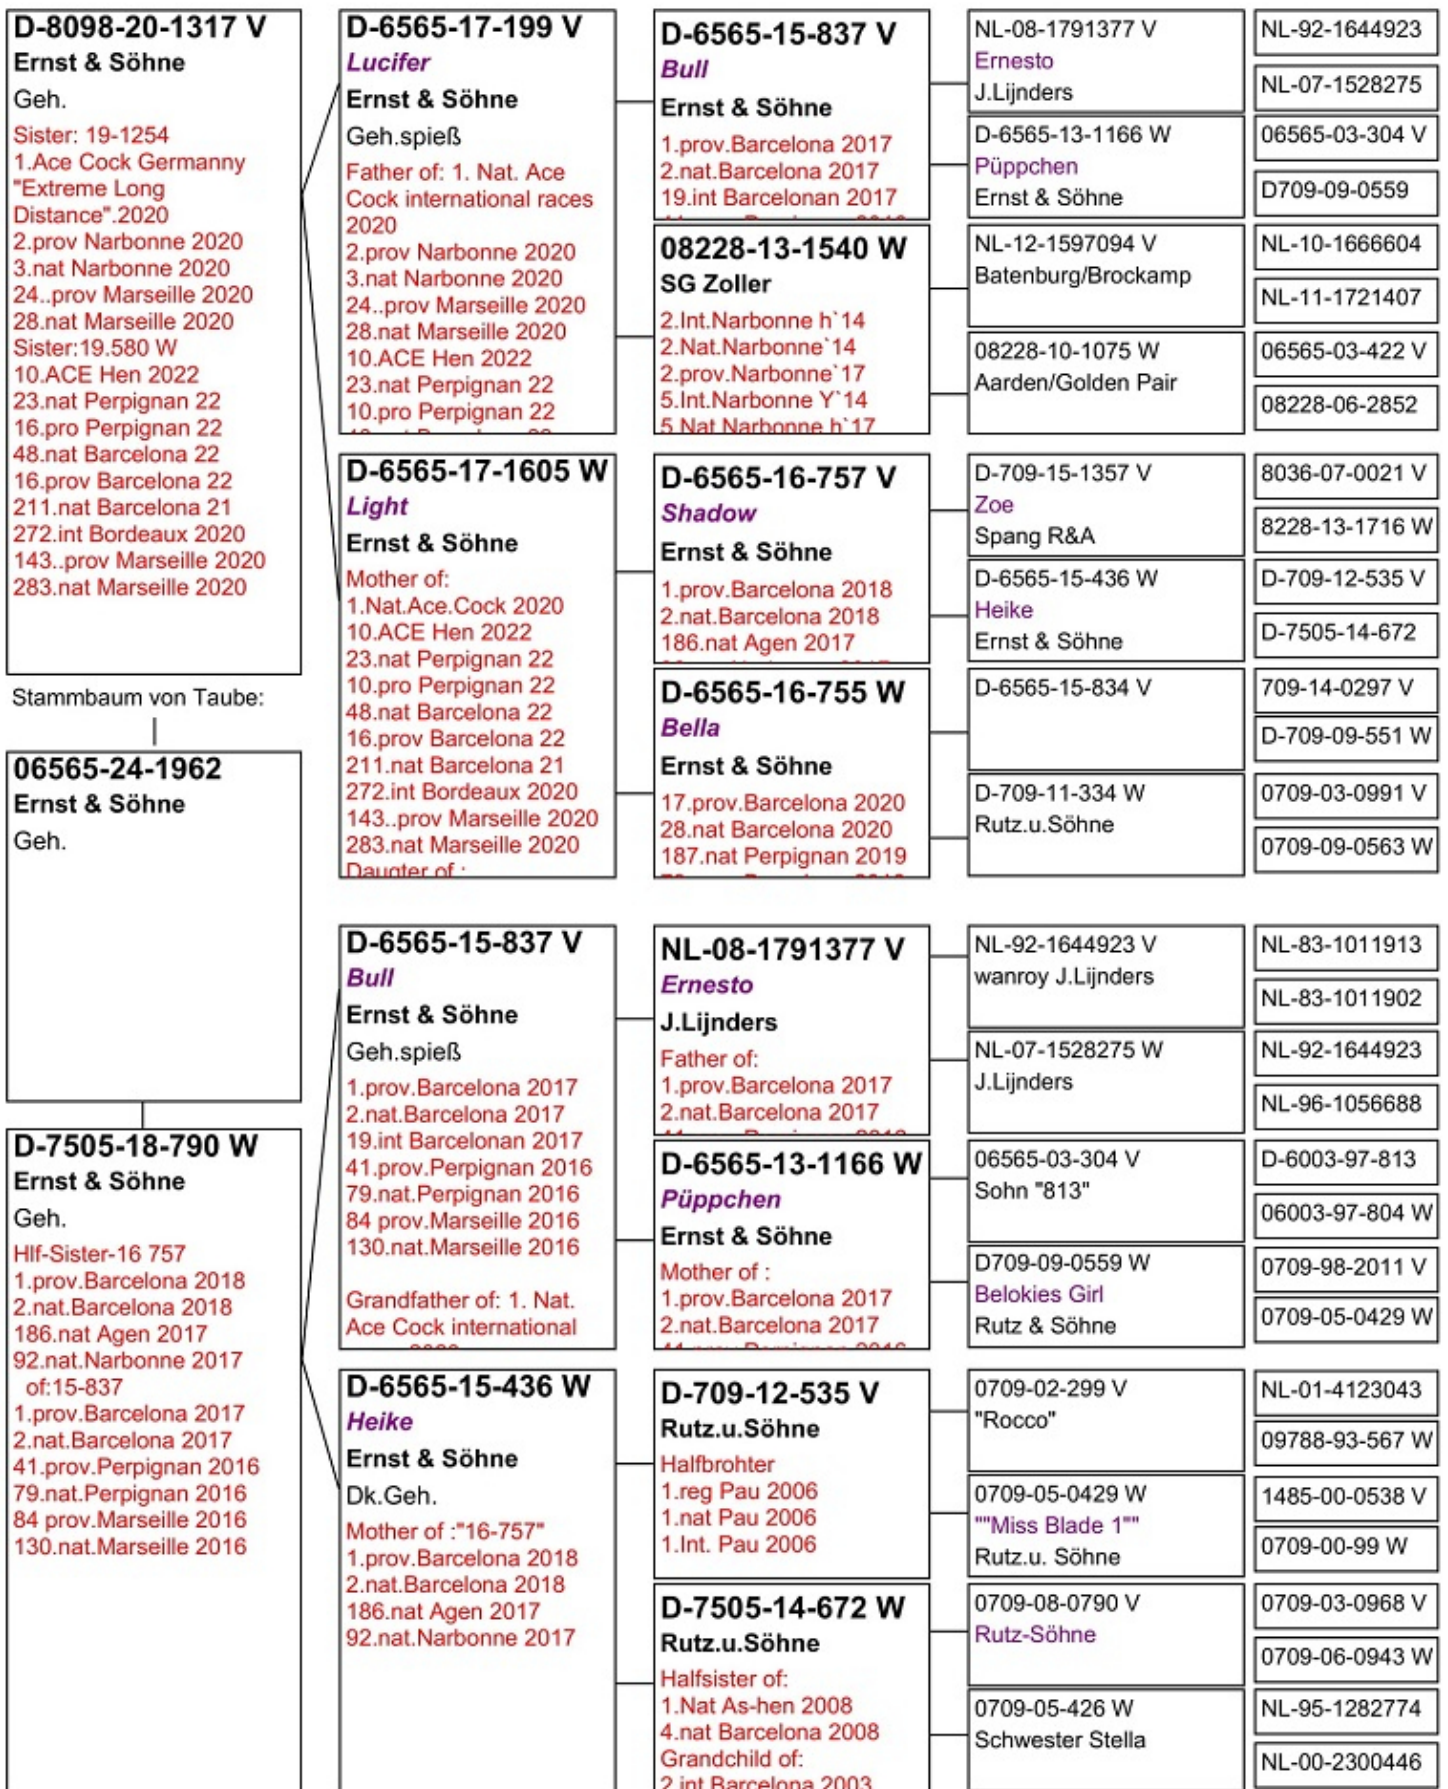 D-8098-20-1317 V
Ernst & Söhne
Geh.
Sister: 19-1254
1.Ace Cock Germanny
"Extreme Long
Distance".2020
2.prov Narbonne 2020
3.nat Narbonne 2020
24..prov Marseille 2020
28.nat Marseille 2020
Sister:19.580 W
10.ACE Hen 2022
23.nat Perpignan 22
16.pro Perpignan 22
48.nat Barcelona 22
16.prov Barcelona 22
211.nat Barcelona 21
272.int Bordeaux 2020
143..prov Marseille 2020
283.nat Marseille 2020
Stammbaum von Taube:
06565-24-1962
Ernst & Söhne
Geh.
D-7505-18-790 W
Ernst & Söhne
Geh.
Hlf-Sister-16 757
1.prov.Barcelona 2018
2.nat.Barcelona 2018
186.nat Agen 2017
92.nat.Narbonne 2017
of:15-837
1.prov.Barcelona 2017
2.nat.Barcelona 2017
41.prov.Perpignan 2016
79.nat.Perpignan 2016
84 prov.Marseille 2016
130.nat.Marseille 2016
D-6565-17-199 V
Lucifer
Ernst & Söhne
Geh.spieß
Father of: 1. Nat. Ace
Cock international races
2020
2.prov Narbonne 2020
3.nat Narbonne 2020
24..prov Marseille 2020
28.nat Marseille 2020
10.ACE Hen 2022
23.nat Perpignan 22
10.pro Perpignan 22
D-6565-17-1605 W
Light
Ernst & Söhne
Mother of:
1.Nat.Ace.Cock 2020
10.ACE Hen 2022
23.nat Perpignan 22
10.pro Perpignan 22
48.nat Barcelona 22
16.prov Barcelona 22
211.nat Barcelona 21
272.int Bordeaux 2020
143..prov Marseille 2020
283.nat Marseille 2020
Daugter of :
D-6565-15-837 V
Bull
Ernst & Söhne
Geh.spieß
1.prov.Barcelona 2017
2.nat.Barcelona 2017
19.int Barcelonan 2017
41.prov.Perpignan 2016
79.nat.Perpignan 2016
84 prov.Marseille 2016
130.nat.Marseille 2016
Grandfather of: 1. Nat.
Ace Cock international
D-6565-15-436 W
Heike
Ernst & Söhne
Dk.Geh.
Mother of :"16-757"
1.prov.Barcelona 2018
2.nat.Barcelona 2018
186.nat Agen 2017
92.nat.Narbonne 2017
D-6565-15-837 V
Bull
Ernst & Söhne
1.prov.Barcelona 2017
2.nat.Barcelona 2017
19.int Barcelonan 2017
08228-13-1540 W
SG Zoller
2.Int.Narbonne h`14
2.Nat.Narbonne`14
2.prov.Narbonne`17
5.Int.Narbonne Y`14
5 Nat Narbonne h`17
D-6565-16-757 V
Shadow
Ernst & Söhne
1.prov.Barcelona 2018
2.nat.Barcelona 2018
186.nat Agen 2017
D-6565-16-755 W
Bella
Ernst & Söhne
17.prov.Barcelona 2020
28.nat Barcelona 2020
187.nat Perpignan 2019
NL-08-1791377 V
Ernesto
J.Lijnders
Father of:
1.prov.Barcelona 2017
2.nat.Barcelona 2017
D-6565-13-1166 W
Püppchen
Ernst & Söhne
Mother of :
1.prov.Barcelona 2017
2.nat.Barcelona 2017
D-709-12-535 V
Rutz.u.Söhne
Halfbrohter
1.reg Pau 2006
1.nat Pau 2006
1.Int. Pau 2006
D-7505-14-672 W
Rutz.u.Söhne
Halfsister of:
1.Nat As-hen 2008
4.nat Barcelona 2008
Grandchild of:
2.int Barcelona 2003
NL-08-1791377 V
Ernesto
J.Lijnders
D-6565-13-1166 W
Püppchen
Ernst & Söhne
NL-12-1597094 V
Batenburg/Brockamp
08228-10-1075 W
Aarden/Golden Pair
D-709-15-1357 V
Zoe
Spang R&A
D-6565-15-436 W
Heike
Ernst & Söhne
D-6565-15-834 V
D-709-11-334 W
Rutz.u.Söhne
NL-92-1644923 V
wanroy J.Lijnders
NL-07-1528275 W
J.Lijnders
06565-03-304 V
Sohn "813"
D709-09-0559 W
Belokies Girl
Rutz & Söhne
0709-02-299 V
"Rocco"
0709-05-0429 W
""Miss Blade 1""
Rutz.u. Söhne
0709-08-0790 V
Rutz-Söhne
0709-05-426 W
Schwester Stella
NL-92-1644923
NL-07-1528275
06565-03-304 V
D709-09-0559
NL-10-1666604
NL-11-1721407
06565-03-422 V
08228-06-2852
8036-07-0021 V
8228-13-1716 W
D-709-12-535 V
D-7505-14-672
709-14-0297 V
D-709-09-551 W
0709-03-0991 V
0709-09-0563 W
NL-83-1011913
NL-83-1011902
NL-92-1644923
NL-96-1056688
D-6003-97-813
06003-97-804 W
0709-98-2011 V
0709-05-0429 W
NL-01-4123043
09788-93-567 W
1485-00-0538 V
0709-00-99 W
0709-03-0968 V
0709-06-0943 W
NL-95-1282774
NL-00-2300446